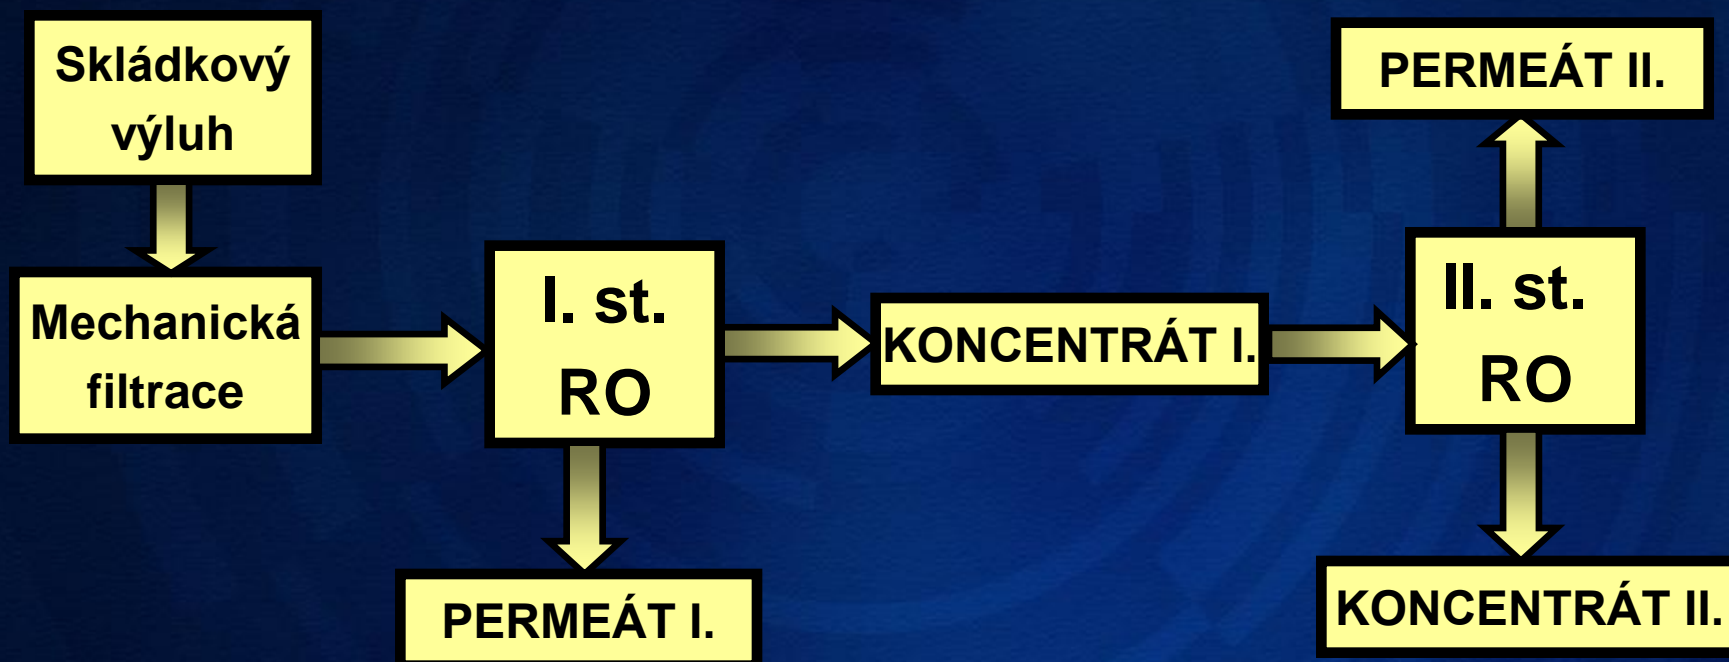 Skládkový
výluh
Mechanická
filtrace
I. st.
RO
PERMEÁT I.
KONCENTRÁT I.
II. st.
RO
PERMEÁT II.
KONCENTRÁT II.